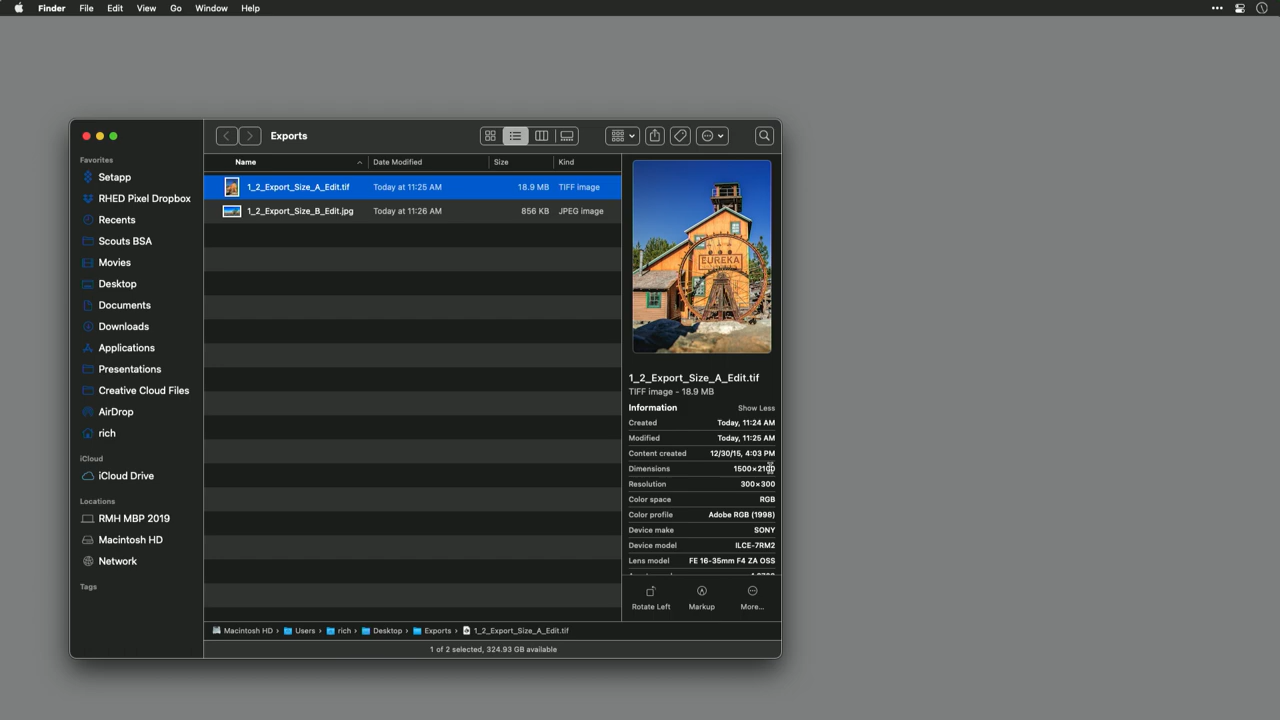 Finder File Edit View Go Window Help
Exports
Favorites
Setapp
RHED Pixel Dropbox
Recents
Scouts BSA
Movies
Desktop
Documents
Downloads
Applications
Presentations
Creative Cloud Files
AirDrop
rich
iCloud
iCloud Drive
Locations
RMH MBP 2019
Macintosh HD
Network
Tags
Name Date Modified Size Kind
1_2_Export_Size_A_Edit.tif Today at 11:25 AM 18.9 MB TIFF image
1_2_Export_Size_B_Edit.jpg Today at 11:26 AM 856 KB JPEG image
EUREKA
1_2_Export_Size_A_Edit.tif
TIFF image - 18.9 MB
Information Show Less
Created Today, 11:24 AM
Modified Today, 11:25 AM
Content created 12/30/15, 4:03 PM
Dimensions 1500×2100
Resolution 300×300
Color space RGB
Color profile Adobe RGB (1998)
Device make SONY
Device model ILCE-7RM2
Lens model FE 16-35mm F4 ZA OSS
Rotate Left Markup More...
Macintosh HD › Users › rich › Desktop › Exports › 1_2_Export_Size_A_Edit.tif
1 of 2 selected, 324.93 GB available